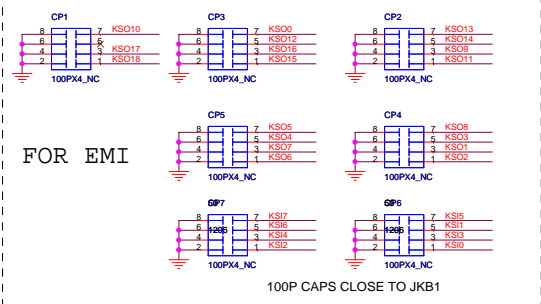 CP1
8 7 KSO10
6 5
4 3 KSO17
2 1 KSO18
100PX4_NC
CP3
8 7 KSO0
6 5 KSO12
4 3 KSO16
2 1 KSO15
100PX4_NC
CP2
8 7 KSO13
6 5 KSO14
4 3 KSO9
2 1 KSO11
100PX4_NC
FOR EMI
CP5
8 7 KSO5
6 5 KSO4
4 3 KSO7
2 1 KSO6
100PX4_NC
CP4
8 7 KSO8
6 5 KSO3
4 3 KSO1
2 1 KSO2
100PX4_NC
CP7
8 7 KSI7
6 1206 5 KSI6
4 3 KSI4
2 1 KSI2
100PX4_NC
CP6
8 7 KSI5
6 1206 5 KSI1
4 3 KSI3
2 1 KSI0
100PX4_NC
100P CAPS CLOSE TO JKB1